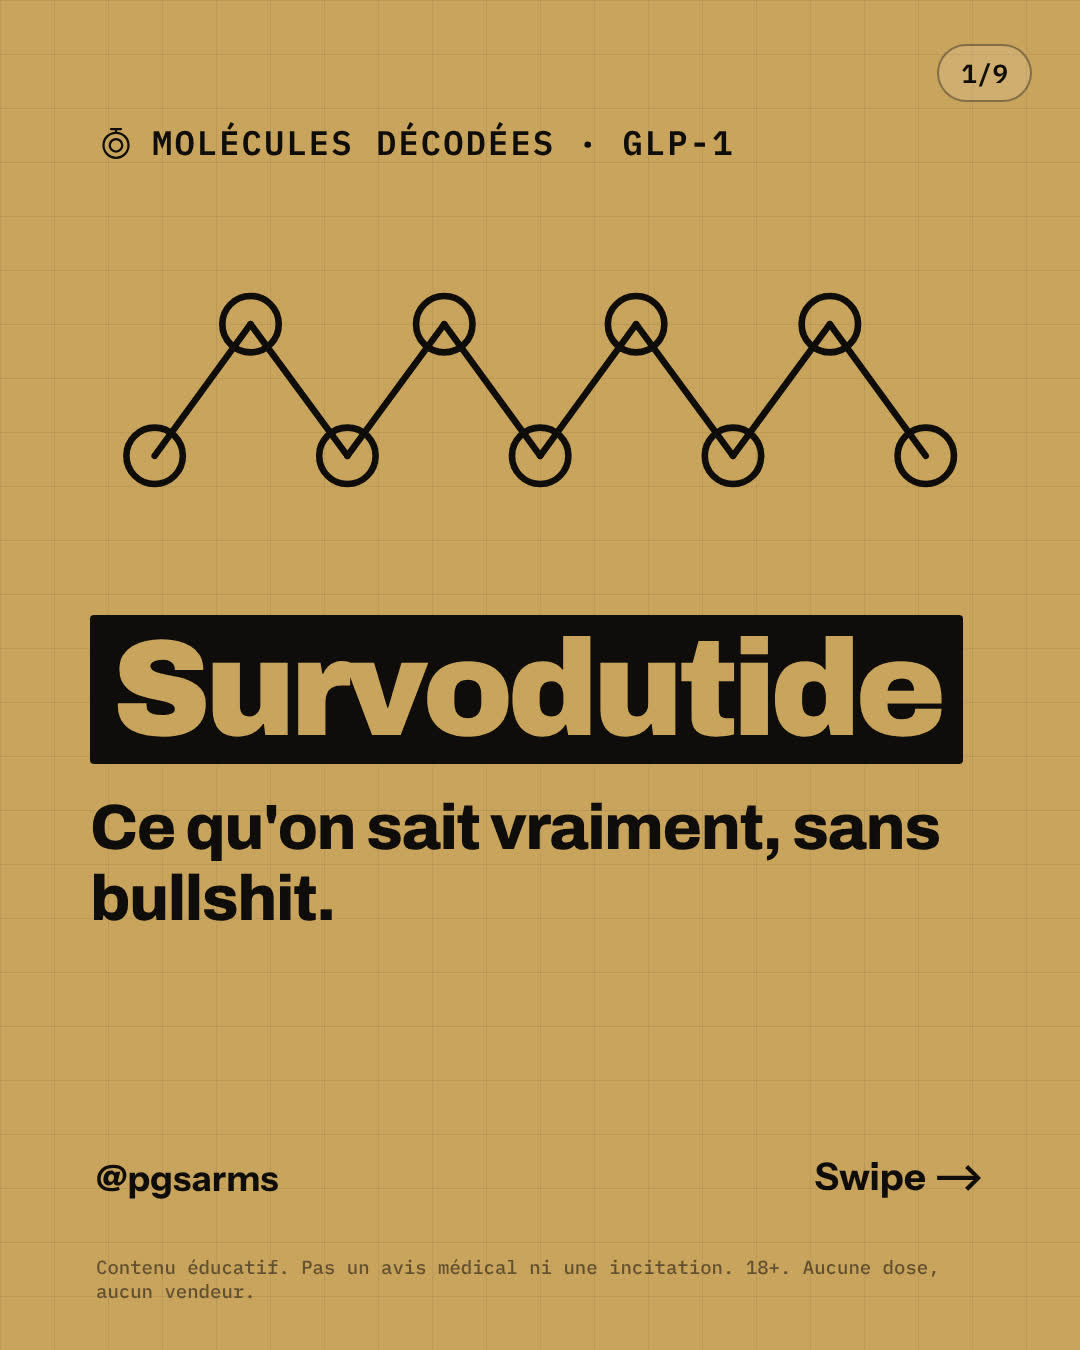 1/9
MOLÉCULES DÉCODÉES · GLP-1
Survodutide
Ce qu'on sait vraiment, sans
bullshit.
@pgsarms
Swipe →
Contenu éducatif. Pas un avis médical ni une incitation. 18+. Aucune dose,
aucun vendeur.